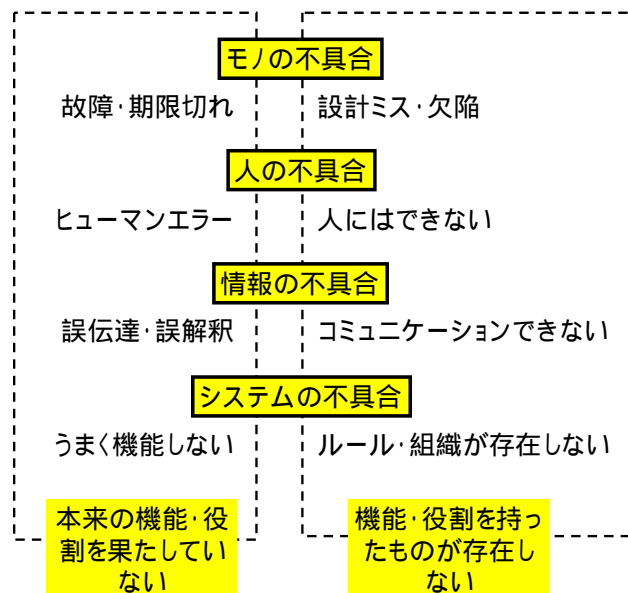 モノの不具合
故障・期限切れ 設計ミス・欠陥
人の不具合
ヒューマンエラー 人にはできない
情報の不具合
誤伝達・誤解釈 コミュニケーションできない
システムの不具合
うまく機能しない ルール・組織が存在しない
本来の機能・役
割を果たしてい
ない
機能・役割を持っ
たものが存在し
ない